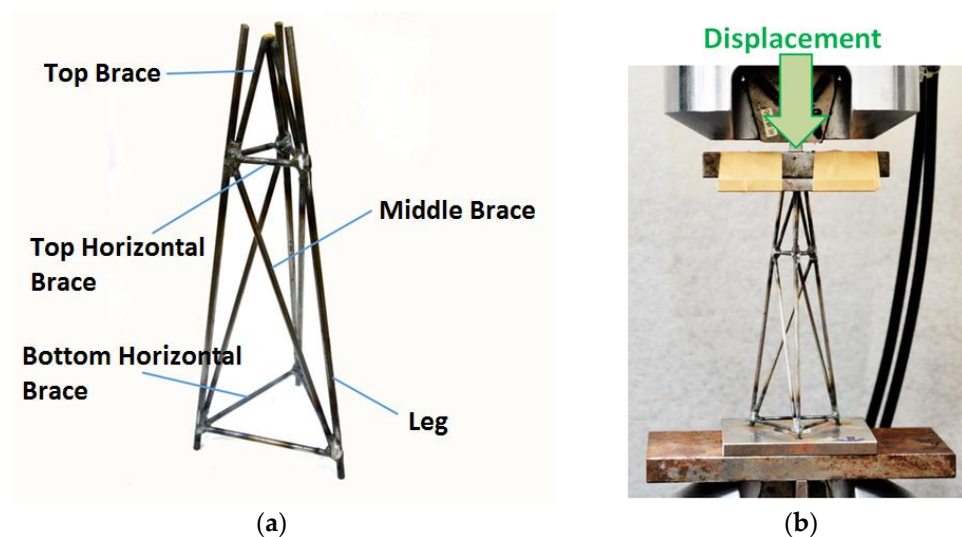 Displacement
Top Brace
Middle Brace
Top Horizontal
Brace
Bottom Horizontal
Brace
Leg
(a)
(b)